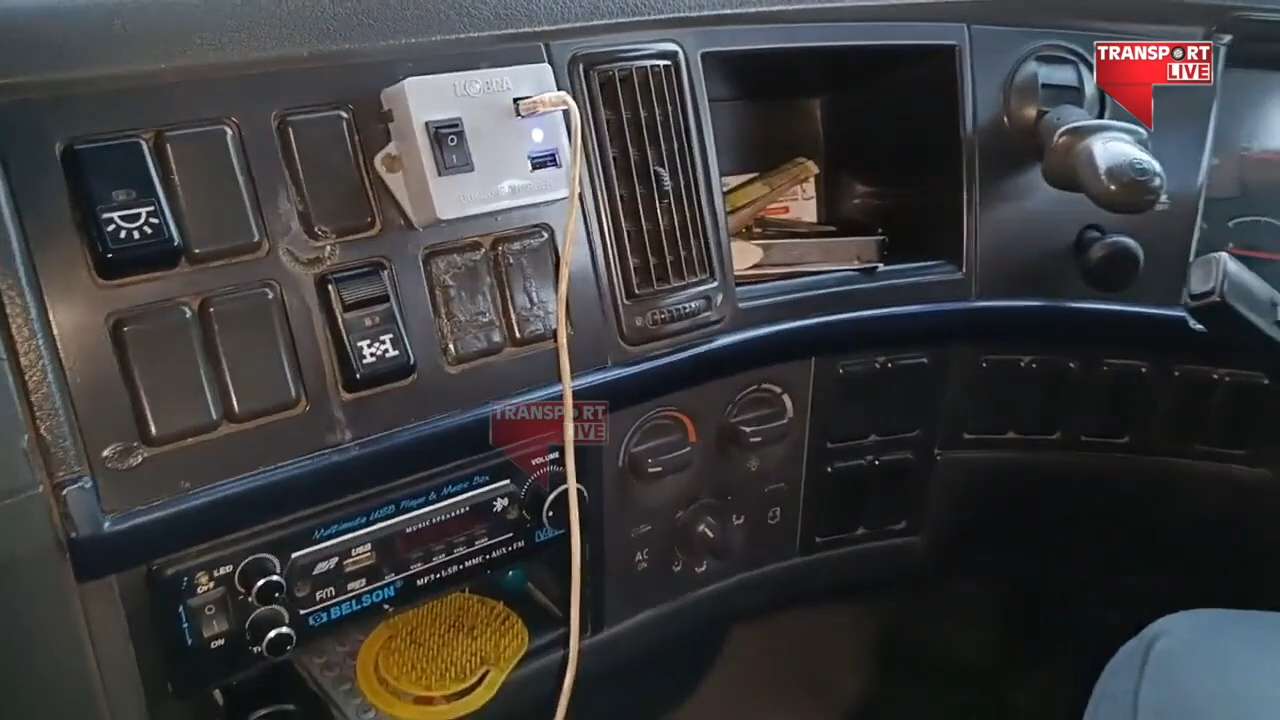 TRANSPORT
LIVE
KOBRA
O
I
TRANSPORT
LIVE
VOLUME
Multimedia USB Player & Music Box
MUSIC SPEAKERS
USB
LED
OFF
FM
MP3 • USB • MMC • AUX • FM
BELSON
ON
AC
ON